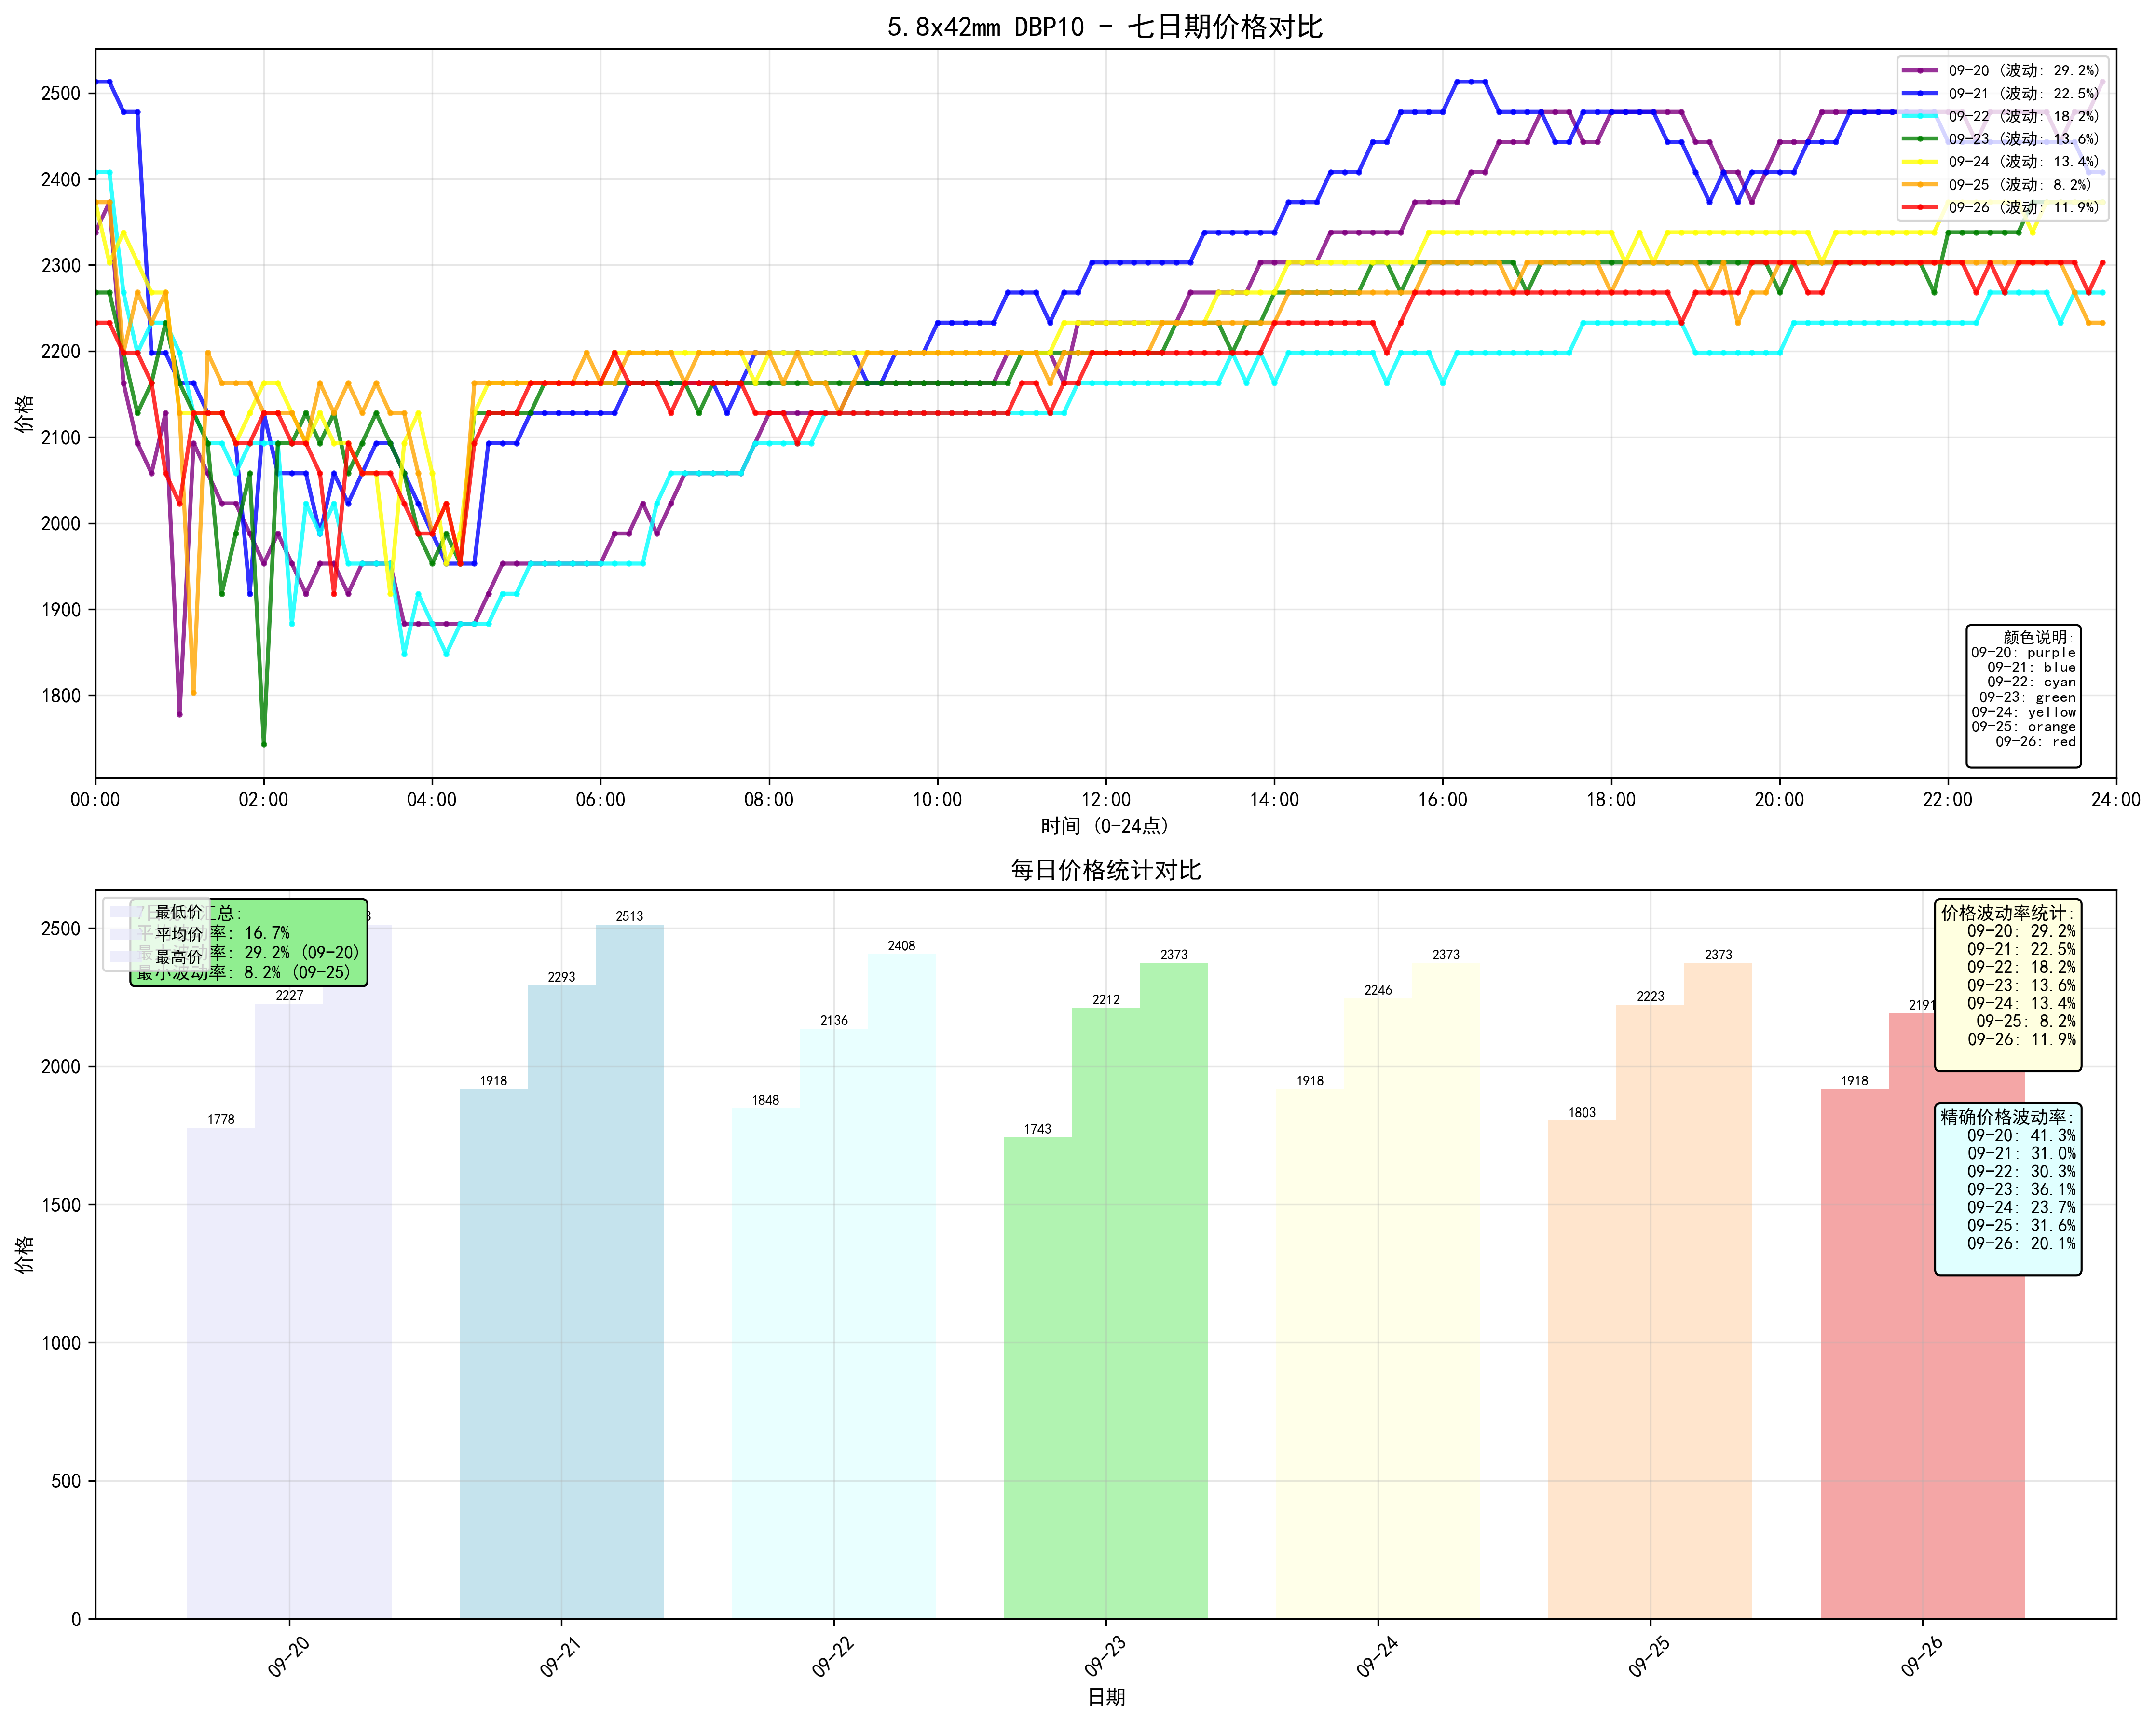 5.8x42mm DBP10 - 七日期价格对比
价格
2500
2400
2300
2200
2100
2000
1900
1800
09-20 (波动: 29.2%)
09-21 (波动: 22.5%)
09-22 (波动: 18.2%)
09-23 (波动: 13.6%)
09-24 (波动: 13.4%)
09-25 (波动: 8.2%)
09-26 (波动: 11.9%)
颜色说明:
09-20: purple
09-21: blue
09-22: cyan
09-23: green
09-24: yellow
09-25: orange
09-26: red
00:00 02:00 04:00 06:00 08:00 10:00 12:00 14:00 16:00 18:00 20:00 22:00 24:00
时间 (0-24点)
每日价格统计对比
价格
2500
2000
1500
1000
500
0
最低价
平均价
最高价
汇总:
率: 16.7%
率: 29.2% (09-20)
最小波动率: 8.2% (09-25)
1778 2227
1918 2293 2513
1848 2136 2408
1743 2212 2373
1918 2246 2373
1803 2223 2373
1918 2191
价格波动率统计:
09-20: 29.2%
09-21: 22.5%
09-22: 18.2%
09-23: 13.6%
09-24: 13.4%
09-25: 8.2%
09-26: 11.9%
精确价格波动率:
09-20: 41.3%
09-21: 31.0%
09-22: 30.3%
09-23: 36.1%
09-24: 23.7%
09-25: 31.6%
09-26: 20.1%
09-20 09-21 09-22 09-23 09-24 09-25 09-26
日期